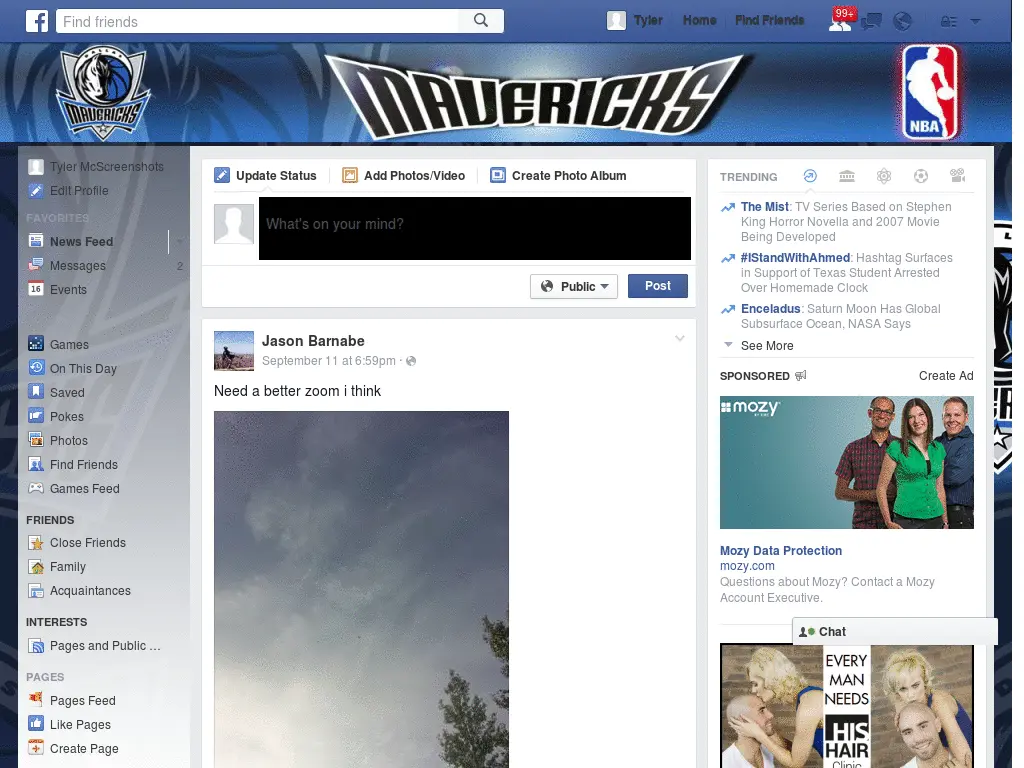 Find friends
Tyler
Home
Find Friends
99+
MAVERICKS
MAVERICKS
NBA
Tyler McScreenshots
Edit Profile
FAVORITES
News Feed
Messages 2
16 Events
Games
On This Day
Saved
Pokes
Photos
Find Friends
Games Feed
FRIENDS
Close Friends
Family
Acquaintances
INTERESTS
Pages and Public ...
PAGES
Pages Feed
Like Pages
Create Page
Update Status
Add Photos/Video
Create Photo Album
What's on your mind?
Public
Post
Jason Barnabe
September 11 at 6:59pm ·
Need a better zoom i think
TRENDING
The Mist: TV Series Based on Stephen
King Horror Novella and 2007 Movie
Being Developed
#IStandWithAhmed: Hashtag Surfaces
in Support of Texas Student Arrested
Over Homemade Clock
Enceladus: Saturn Moon Has Global
Subsurface Ocean, NASA Says
See More
SPONSORED
Create Ad
mozy
Mozy Data Protection
mozy.com
Questions about Mozy? Contact a Mozy
Account Executive.
Chat
EVERY
MAN
NEEDS
HIS
HAIR
Clinic